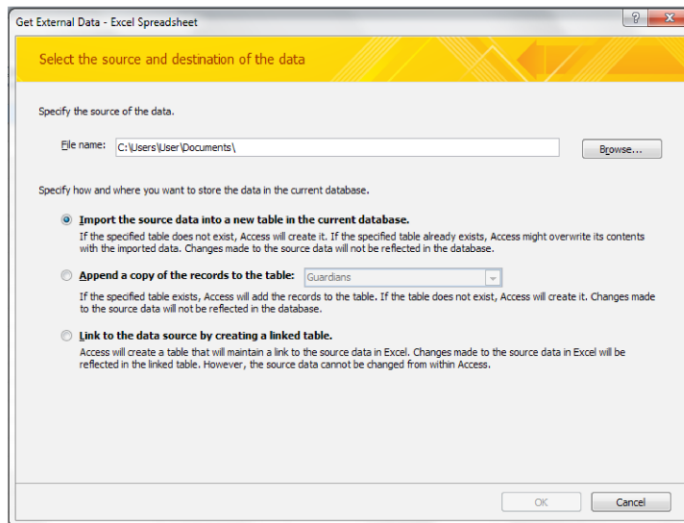 Get External Data - Excel Spreadsheet
Select the source and destination of the data
Specify the source of the data.
File name: C:\Users\User\Documents\ Browse...
Specify how and where you want to store the data in the current database.
Import the source data into a new table in the current database.
If the specified table does not exist, Access will create it. If the specified table already exists, Access might overwrite its contents
with the imported data. Changes made to the source data will not be reflected in the database.
Append a copy of the records to the table: Guardians
If the specified table exists, Access will add the records to the table. If the table does not exist, Access will create it. Changes made
to the source data will not be reflected in the database.
Link to the data source by creating a linked table.
Access will create a table that will maintain a link to the source data in Excel. Changes made to the source data in Excel will be
reflected in the linked table. However, the source data cannot be changed from within Access.
OK Cancel